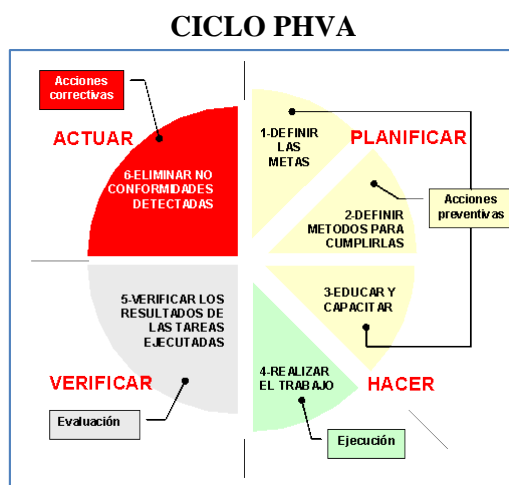 CICLO PHVA
Acciones
correctivas
ACTUAR
6-ELIMINAR NO
CONFORMIDADES
DETECTADAS
1-DEFINIR
LAS
METAS
PLANIFICAR
2-DEFINIR
METODOS PARA
CUMPLIRLAS
Acciones
preventivas
3-EDUCAR Y
CAPACITAR
HACER
4-REALIZAR
EL TRABAJO
Ejecución
5-VERIFICAR LOS
RESULTADOS DE
LAS TAREAS
EJECUTADAS
VERIFICAR
Evaluación